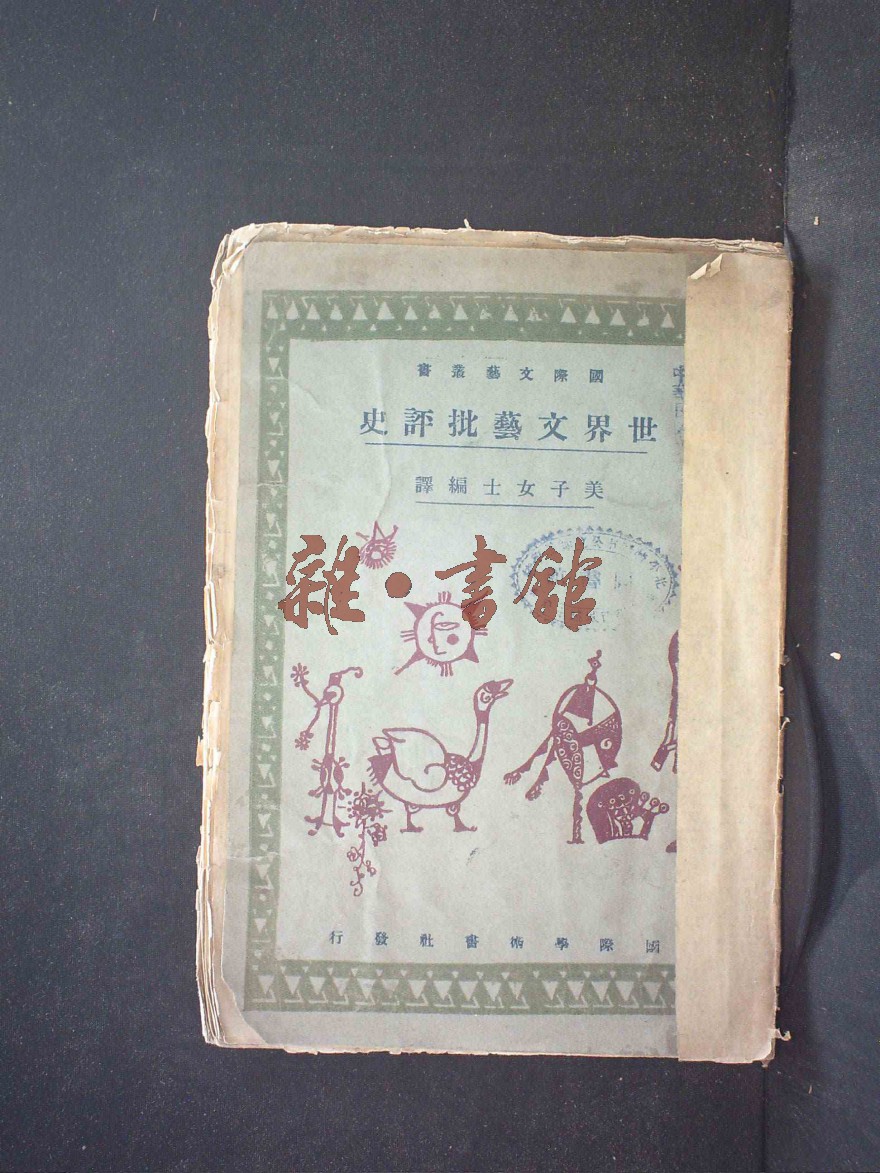 國際文藝叢書
世界文藝批評史
美子女士編譯
雜·書館
國際學術書社發行